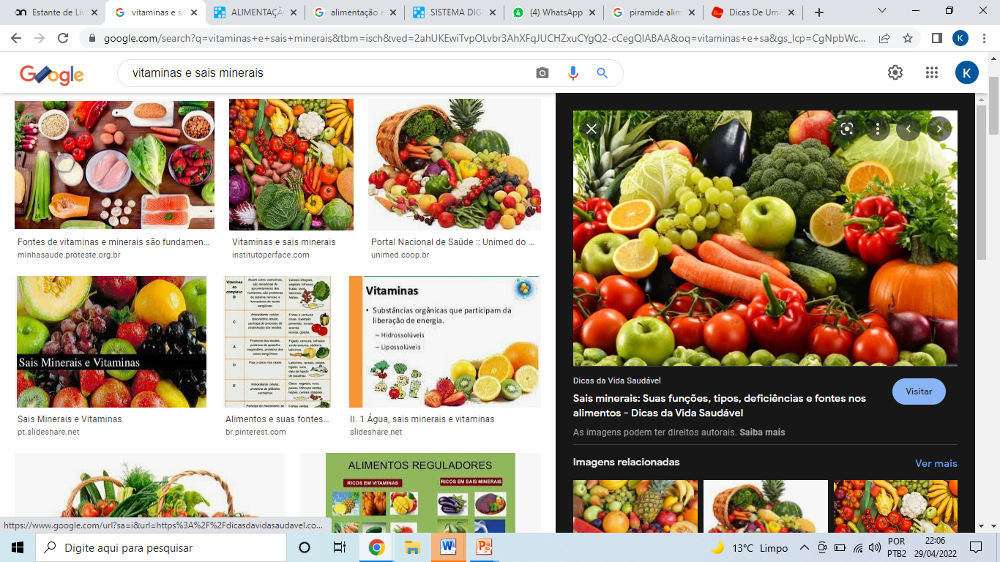 Estante de Liv
vitaminas e sa
ALIMENTAÇÃ
alimentação e
SISTEMA DIG
(4) WhatsApp
piramide alim
Dicas De Uma
google.com/search?q=vitaminas+e+sais+minerais&tbm=isch&ved=2ahUKEwiTvpOLvbr3AhXFqJUCHZxuCYgQ2-cCegQIABAA&oq=vitaminas+e+sa&gs_lcp=CgNpbWc...
K
Google
vitaminas e sais minerais
K
Fontes de vitaminas e minerais são fundamen...
minhasaude.proteste.org.br
Vitaminas e sais minerais
institutoperface.com
Portal Nacional de Saúde :: Unimed do ...
unimed.coop.br
Sais Minerais e Vitaminas
Vitaminas do complexo B
C
A
D
E
Vitaminas
• Substâncias orgânicas que participam da
liberação de energia.
– Hidrossolúveis
– Lipossolúveis
Sais Minerais e Vitaminas
pt.slideshare.net
Alimentos e suas fontes...
br.pinterest.com
II. 1 Água, sais minerais e vitaminas
slideshare.net
ALIMENTOS REGULADORES
RICOS EM VITAMINAS
RICOS EM SAIS MINERAIS
Dicas da Vida Saudável
Sais minerais: Suas funções, tipos, deficiências e fontes nos
alimentos - Dicas da Vida Saudável
Visitar
As imagens podem ter direitos autorais. Saiba mais
Imagens relacionadas
Ver mais
https://www.google.com/url?sa=i&url=https%3A%2F%2Fdicasdavidasaudavel.co...
Digite aqui para pesquisar
13°C Limpo
POR
PTB2
22:06
29/04/2022